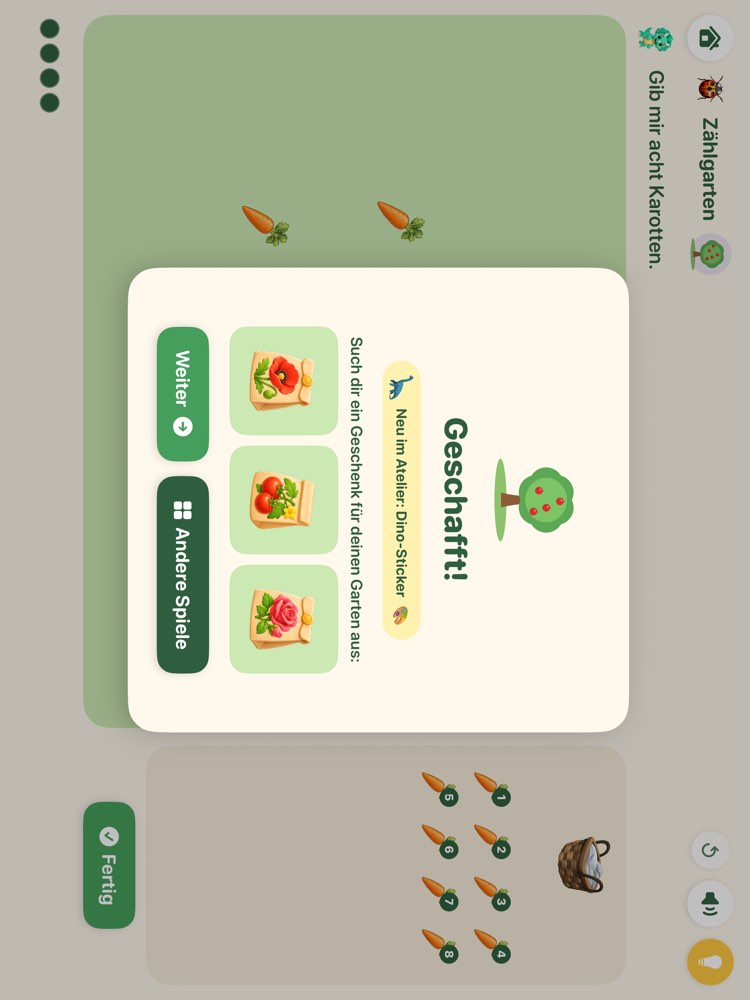 Zählgarten
Gib mir acht Karotten.
Geschafft!
Neu im Atelier: Dino-Sticker
Such dir ein Geschenk für deinen Garten aus:
Weiter
Andere Spiele
1 2 3 4
5 6 7 8
Fertig